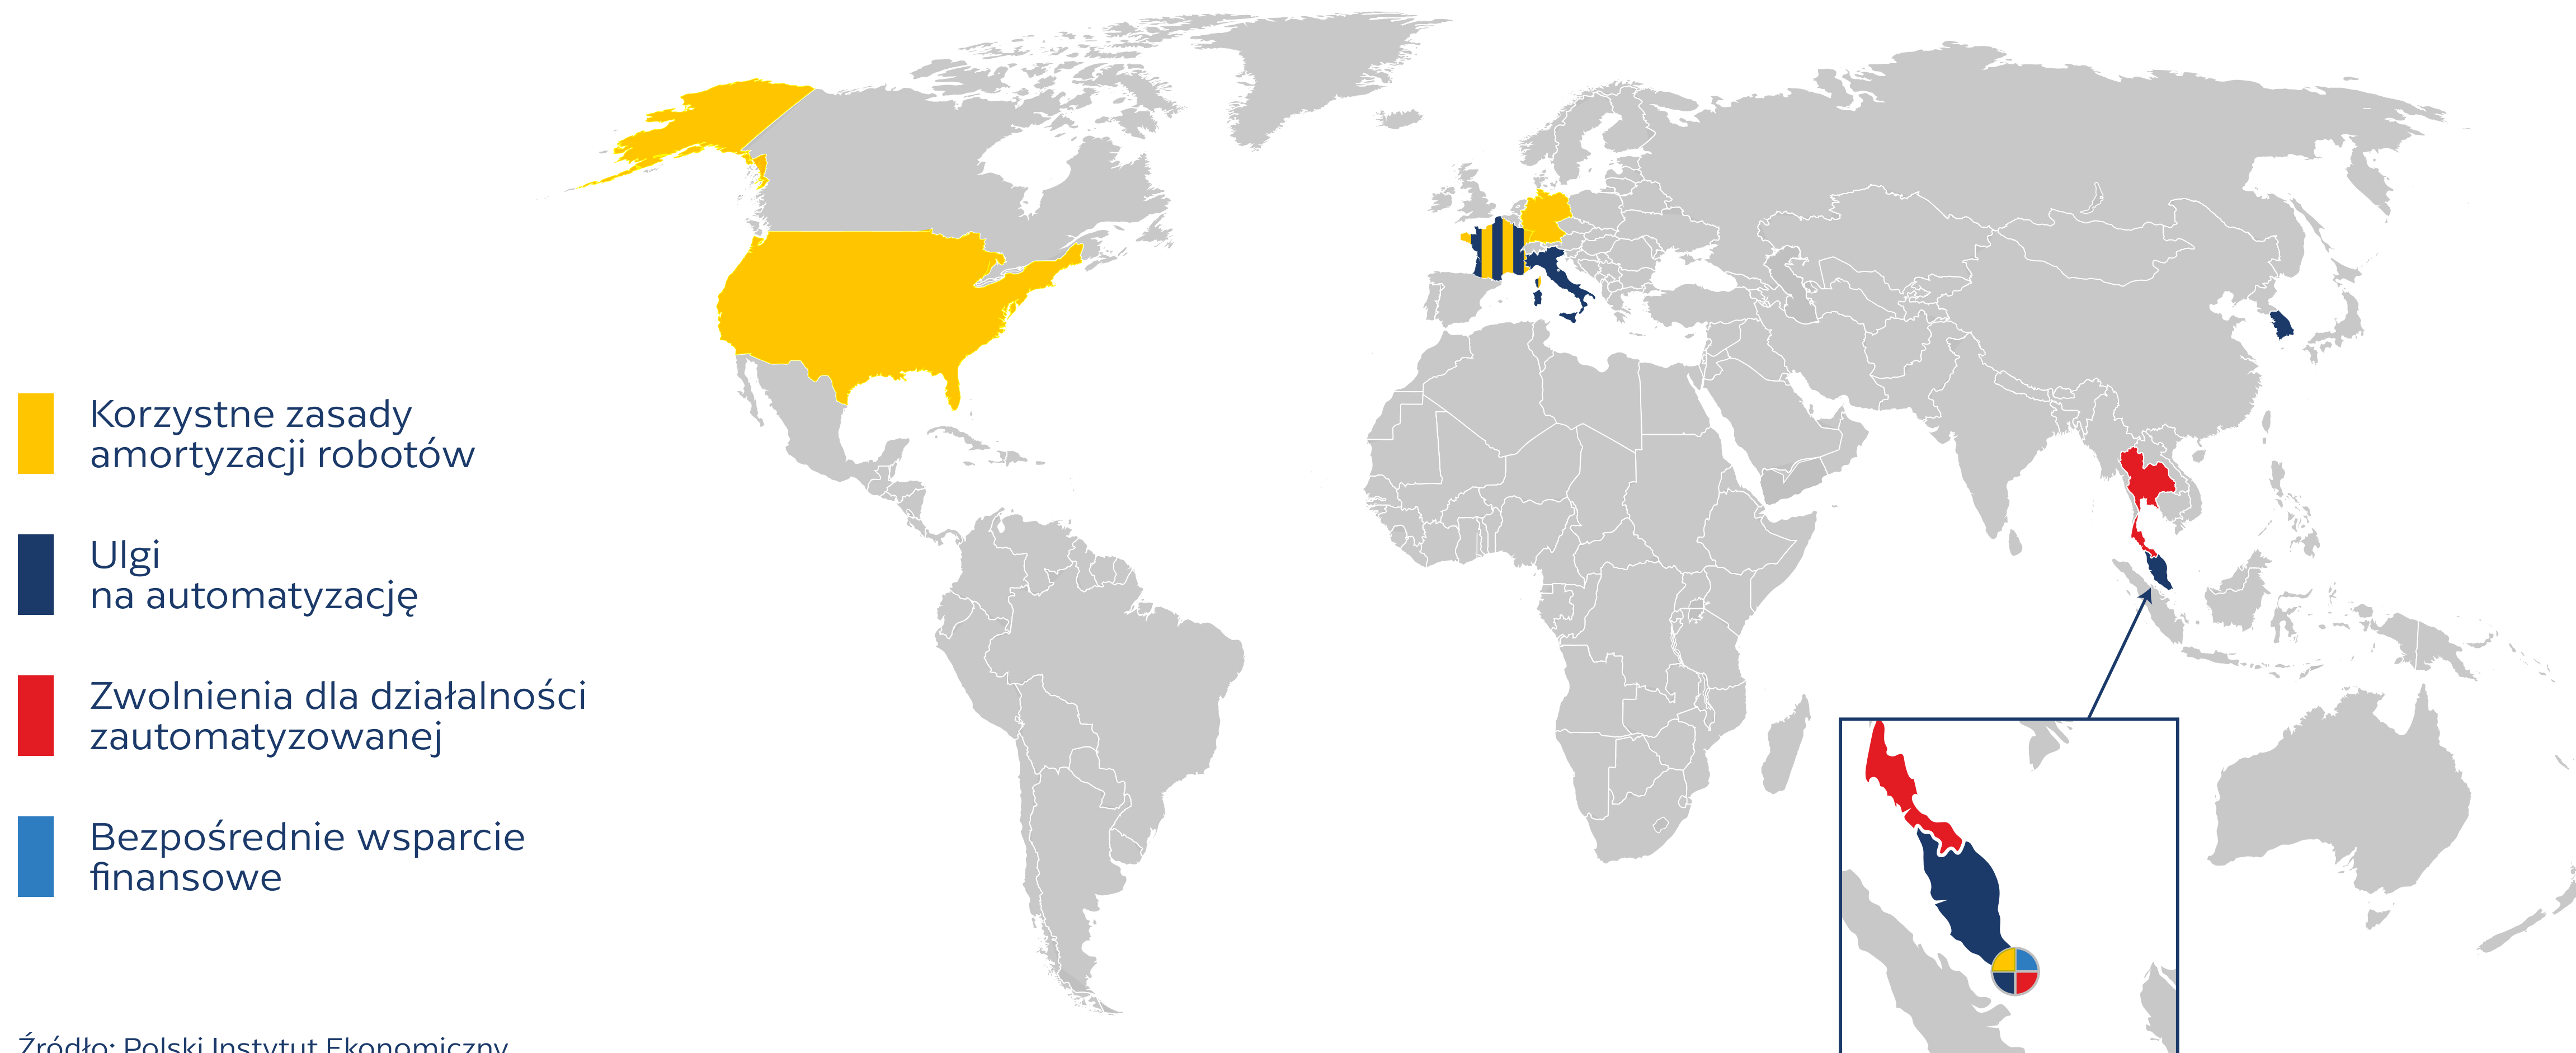 Korzystne zasady
amortyzacji robotów
Ulgi
na automatyzację
Zwolnienia dla działalności
zautomatyzowanej
Bezpośrednie wsparcie
finansowe
Źródło: Polski Instytut Ekonomiczny